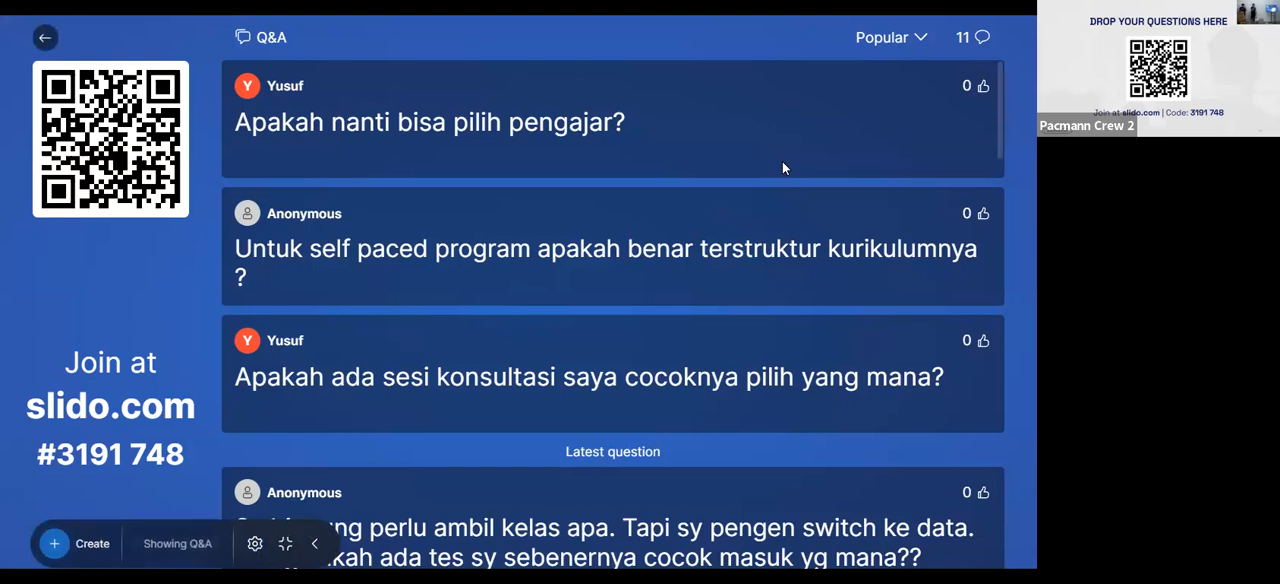 Q&A
Popular
11
Y
Yusuf
0
Apakah nanti bisa pilih pengajar?
Anonymous
0
Untuk self paced program apakah benar terstruktur kurikulumnya
?
Y
Yusuf
0
Apakah ada sesi konsultasi saya cocoknya pilih yang mana?
Latest question
Anonymous
0
perlu ambil kelas apa. Tapi sy pengen switch ke data.
ada tes sy sebenernya cocok masuk yg mana??
Join at
slido.com
#3191 748
Create
Showing Q&A
DROP YOUR QUESTIONS HERE
Join at slido.com | Code: 3191 748
Pacmann Crew 2